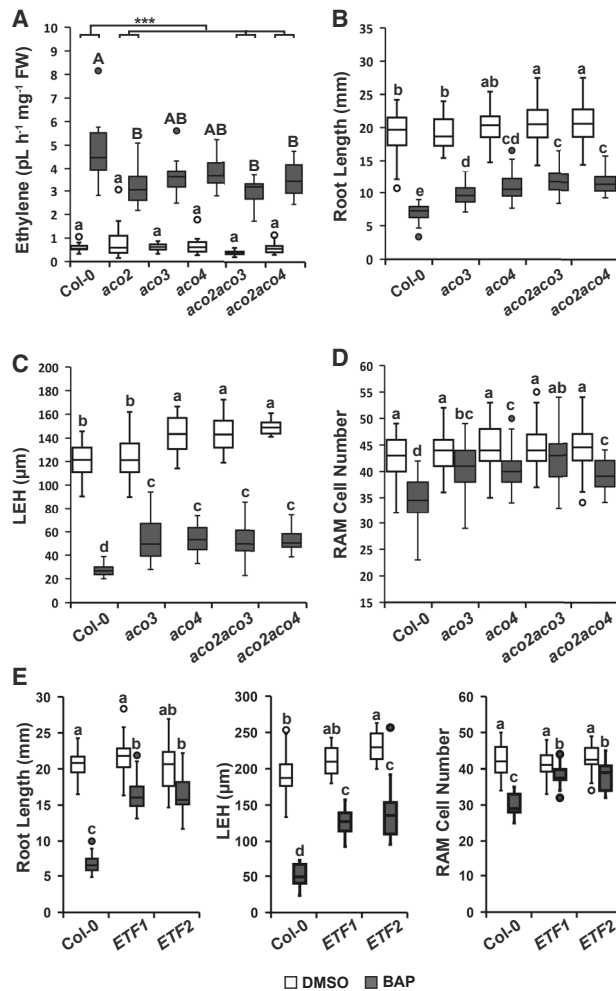 A
***
Ethylene (pL h⁻¹ mg⁻¹ FW)
10
9
8
7
6
5
4
3
2
1
0
a A a B a AB a AB a B a B
Col-0 aco2 aco3 aco4 aco2aco3 aco2aco4
B
Root Length (mm)
40
35
30
25
20
15
10
5
0
b e b d ab cd a c a c
Col-0 aco3 aco4 aco2aco3 aco2aco4
C
LEH (µm)
200
180
160
140
120
100
80
60
40
20
0
b d b c a c a c a c
Col-0 aco3 aco4 aco2aco3 aco2aco4
D
RAM Cell Number
60
55
50
45
40
35
30
25
20
15
a d a bc a c a ab a c
Col-0 aco3 aco4 aco2aco3 aco2aco4
E
Root Length (mm)
30
25
20
15
10
5
0
a c a b ab b
Col-0 ETF1 ETF2
LEH (µm)
300
250
200
150
100
50
0
b d ab c a c
Col-0 ETF1 ETF2
RAM Cell Number
60
50
40
30
20
10
0
a c a b a b
Col-0 ETF1 ETF2
DMSO BAP